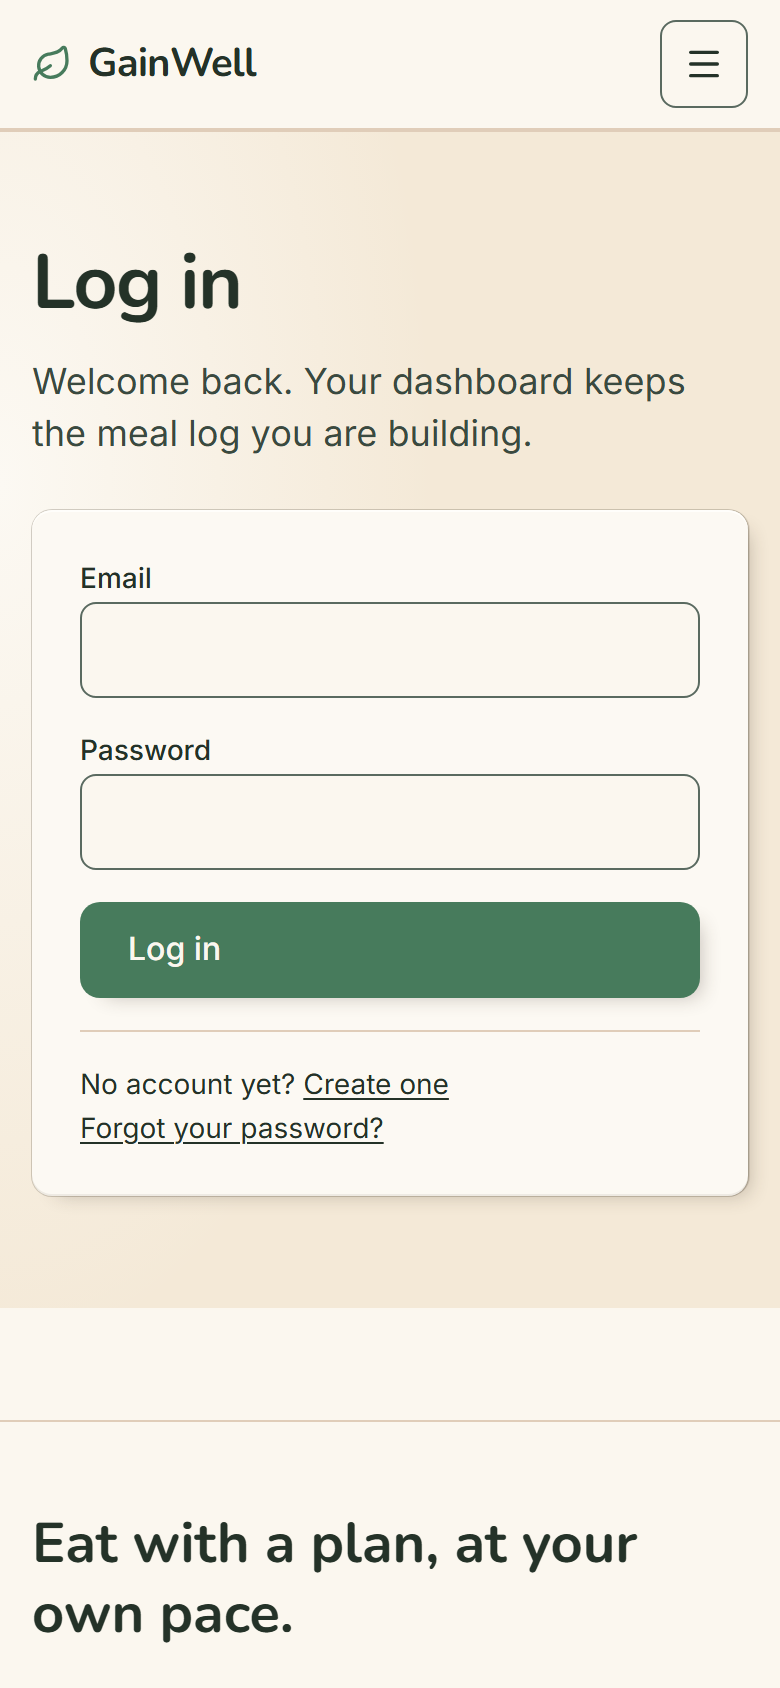 GainWell
Log in
Welcome back. Your dashboard keeps
the meal log you are building.
Email
Password
Log in
No account yet? Create one
Forgot your password?
Eat with a plan, at your
own pace.